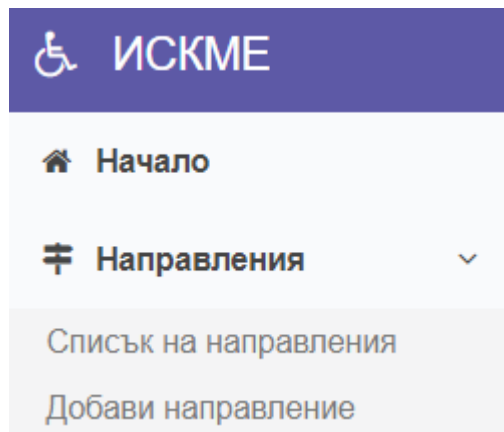 ИСКМЕ
Начало
Направления
Списък на направления
Добави направление